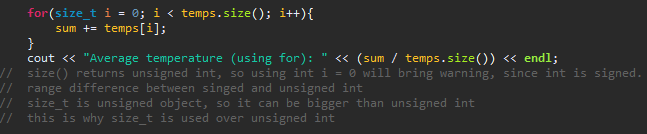 for(size_t i = 0; i < temps.size(); i++){
sum += temps[i];
}
cout << "Average temperature (using for): " << (sum / temps.size()) << endl;
// size() returns unsigned int, so using int i = 0 will bring warning, since int is signed.
// range difference between singed and unsigned int
// size_t is unsigned object, so it can be bigger than unsigned int
// this is why size_t is used over unsigned int